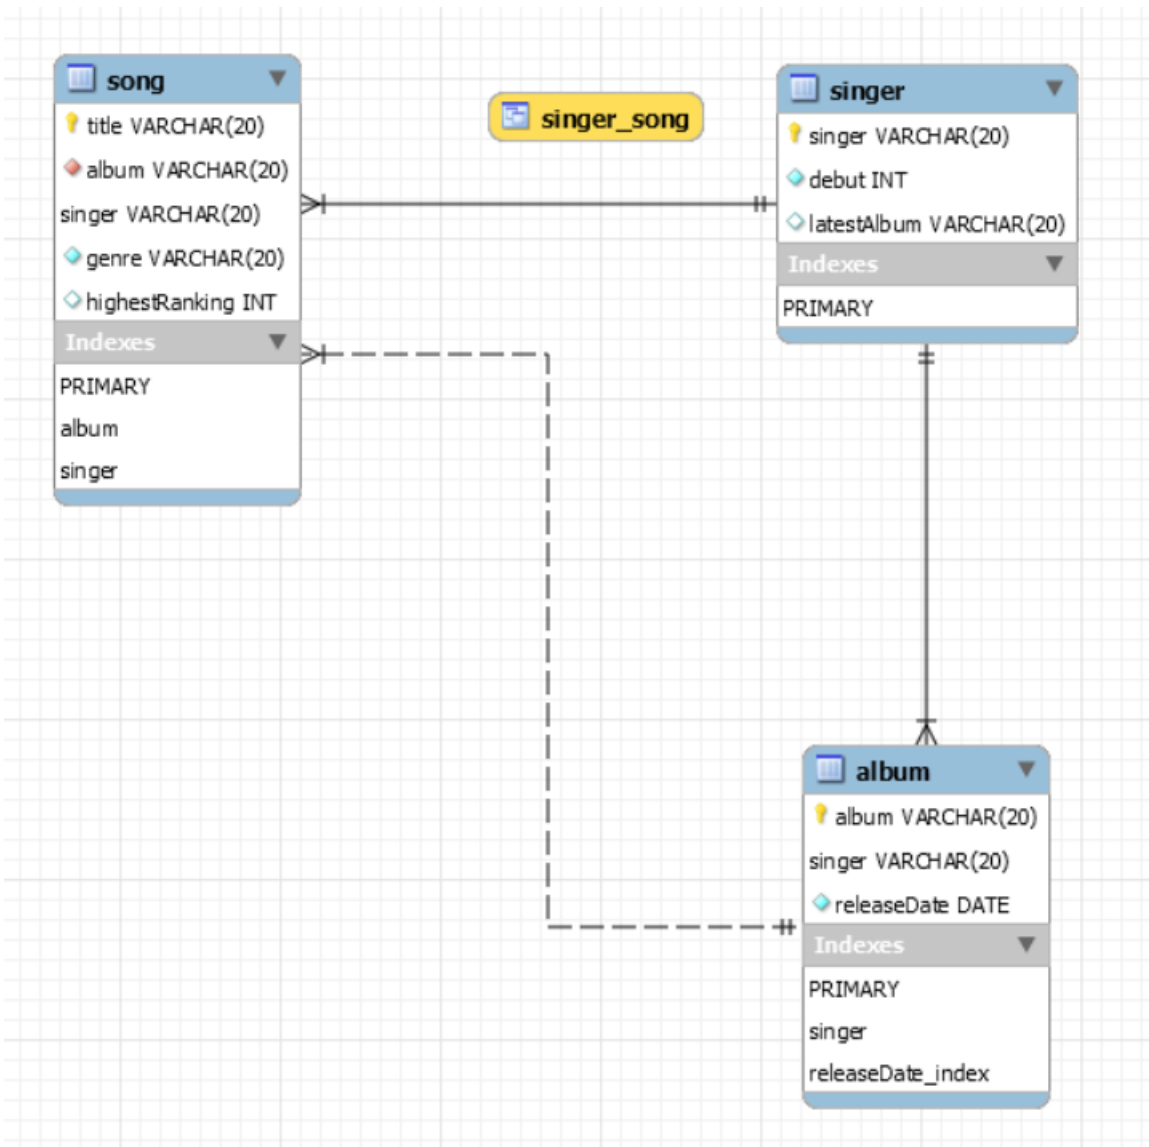 song
title VARCHAR(20)
album VARCHAR(20)
singer VARCHAR(20)
genre VARCHAR(20)
highestRanking INT
Indexes
PRIMARY
album
singer
singer_song
singer
singer VARCHAR(20)
debut INT
latestAlbum VARCHAR(20)
Indexes
PRIMARY
album
album VARCHAR(20)
singer VARCHAR(20)
releaseDate DATE
Indexes
PRIMARY
singer
releaseDate_index